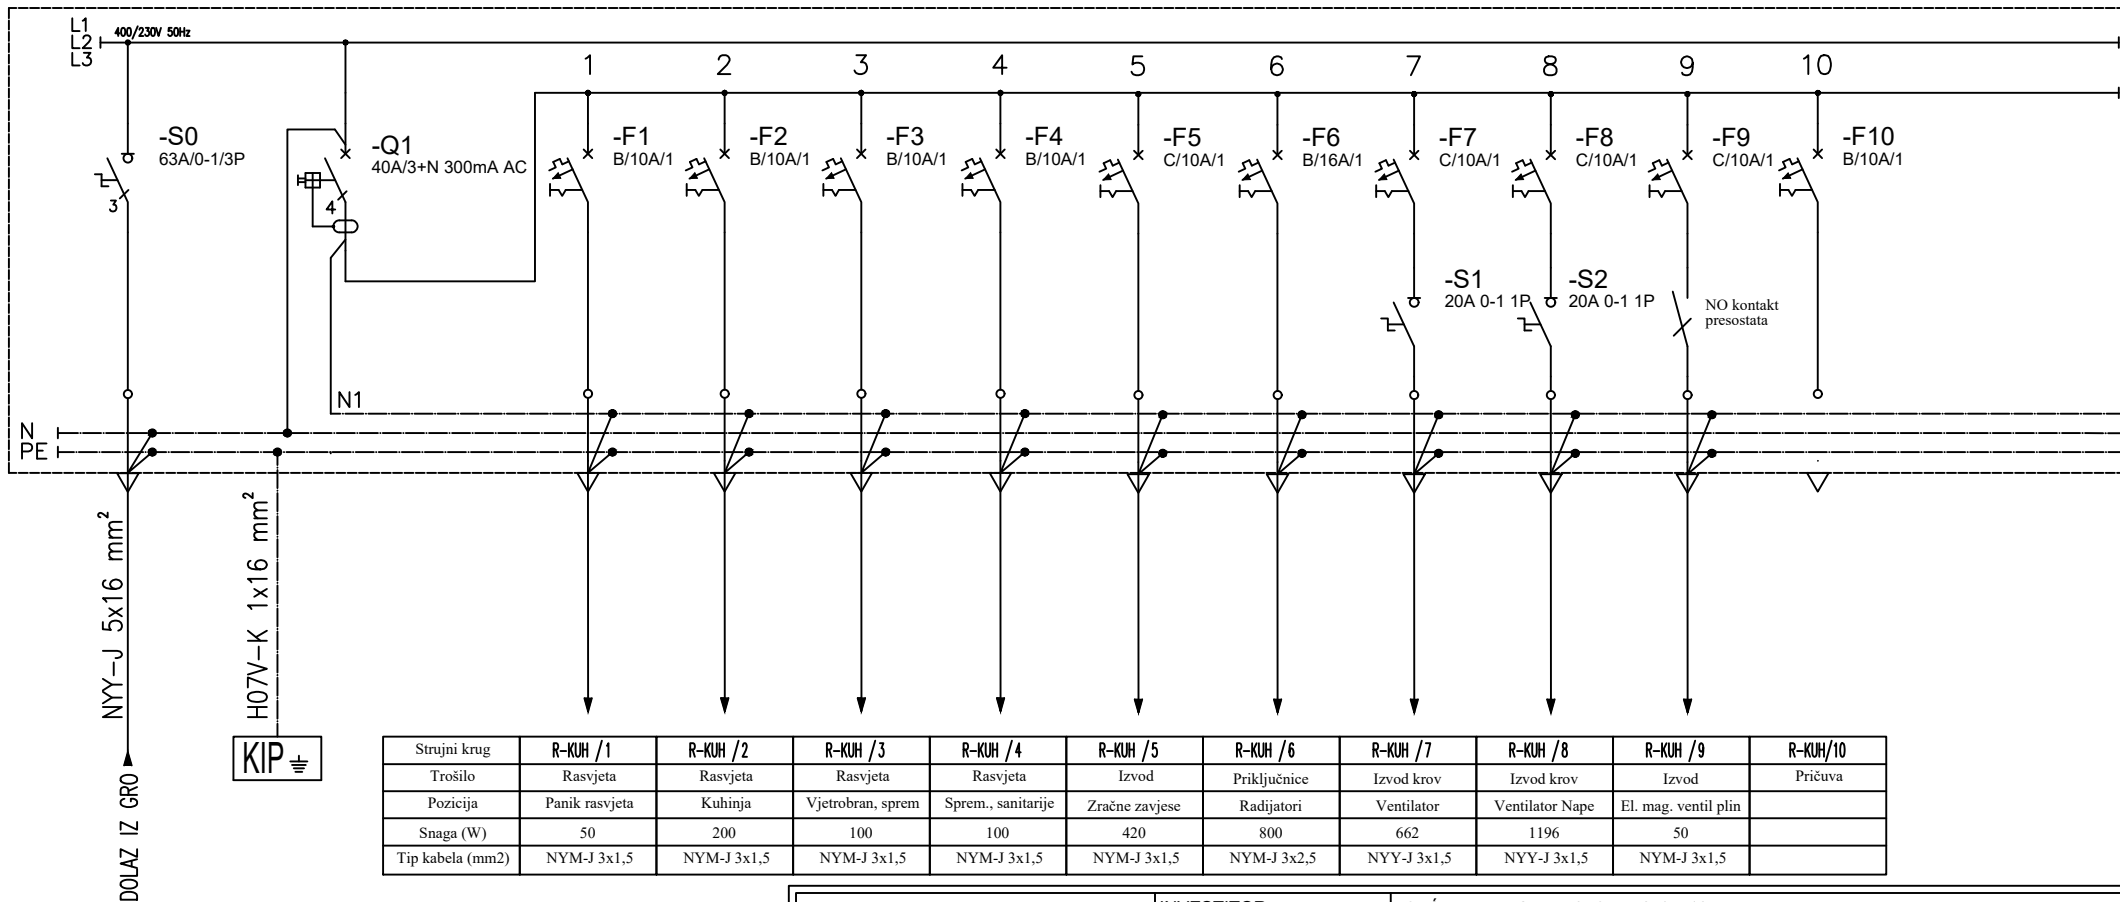 L1
400/230V 50Hz
L2
L3
1 2 3 4 5 6 7 8 9 10
-S0
63A/0-1/3P
3
-Q1
40A/3+N 300mA AC
4
-F1
B/10A/1
-F2
B/10A/1
-F3
B/10A/1
-F4
B/10A/1
-F5
C/10A/1
-F6
B/16A/1
-F7
C/10A/1
-F8
C/10A/1
-F9
C/10A/1
-F10
B/10A/1
-S1
20A 0-1 1P
-S2
20A 0-1 1P
NO kontakt
presostata
N1
N
PE
NYY-J 5x16 mm²
H07V-K 1x16 mm²
DOLAZ IZ GRO
KIP
Strujni krug R-KUH /1 R-KUH /2 R-KUH /3 R-KUH /4 R-KUH /5 R-KUH /6 R-KUH /7 R-KUH /8 R-KUH /9 R-KUH/10
Trošilo Rasvjeta Rasvjeta Rasvjeta Rasvjeta Izvod Priključnice Izvod krov Izvod krov Izvod Pričuva
Pozicija Panik rasvjeta Kuhinja Vjetrobran, sprem Sprem., sanitarije Zračne zavjese Radijatori Ventilator Ventilator Nape El. mag. ventil plin
Snaga (W) 50 200 100 100 420 800 662 1196 50
Tip kabela (mm2) NYM-J 3x1,5 NYM-J 3x1,5 NYM-J 3x1,5 NYM-J 3x1,5 NYM-J 3x1,5 NYM-J 3x2,5 NYY-J 3x1,5 NYY-J 3x1,5 NYM-J 3x1,5